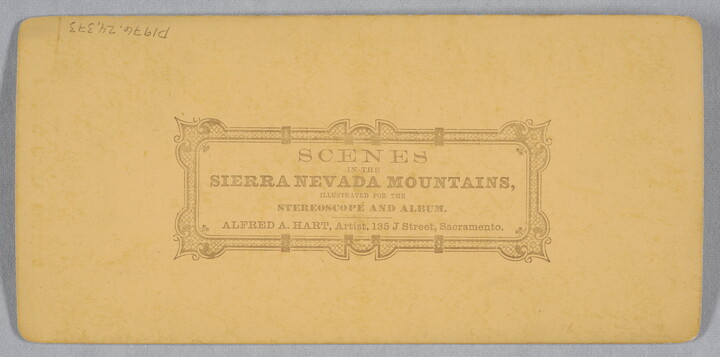 P1976.24,373
SCENES
IN THE
SIERRA NEVADA MOUNTAINS,
ILLUSTRATED FOR THE
STEREOSCOPE AND ALBUM.
ALFRED A. HART, Artist, 135 J Street, Sacramento.